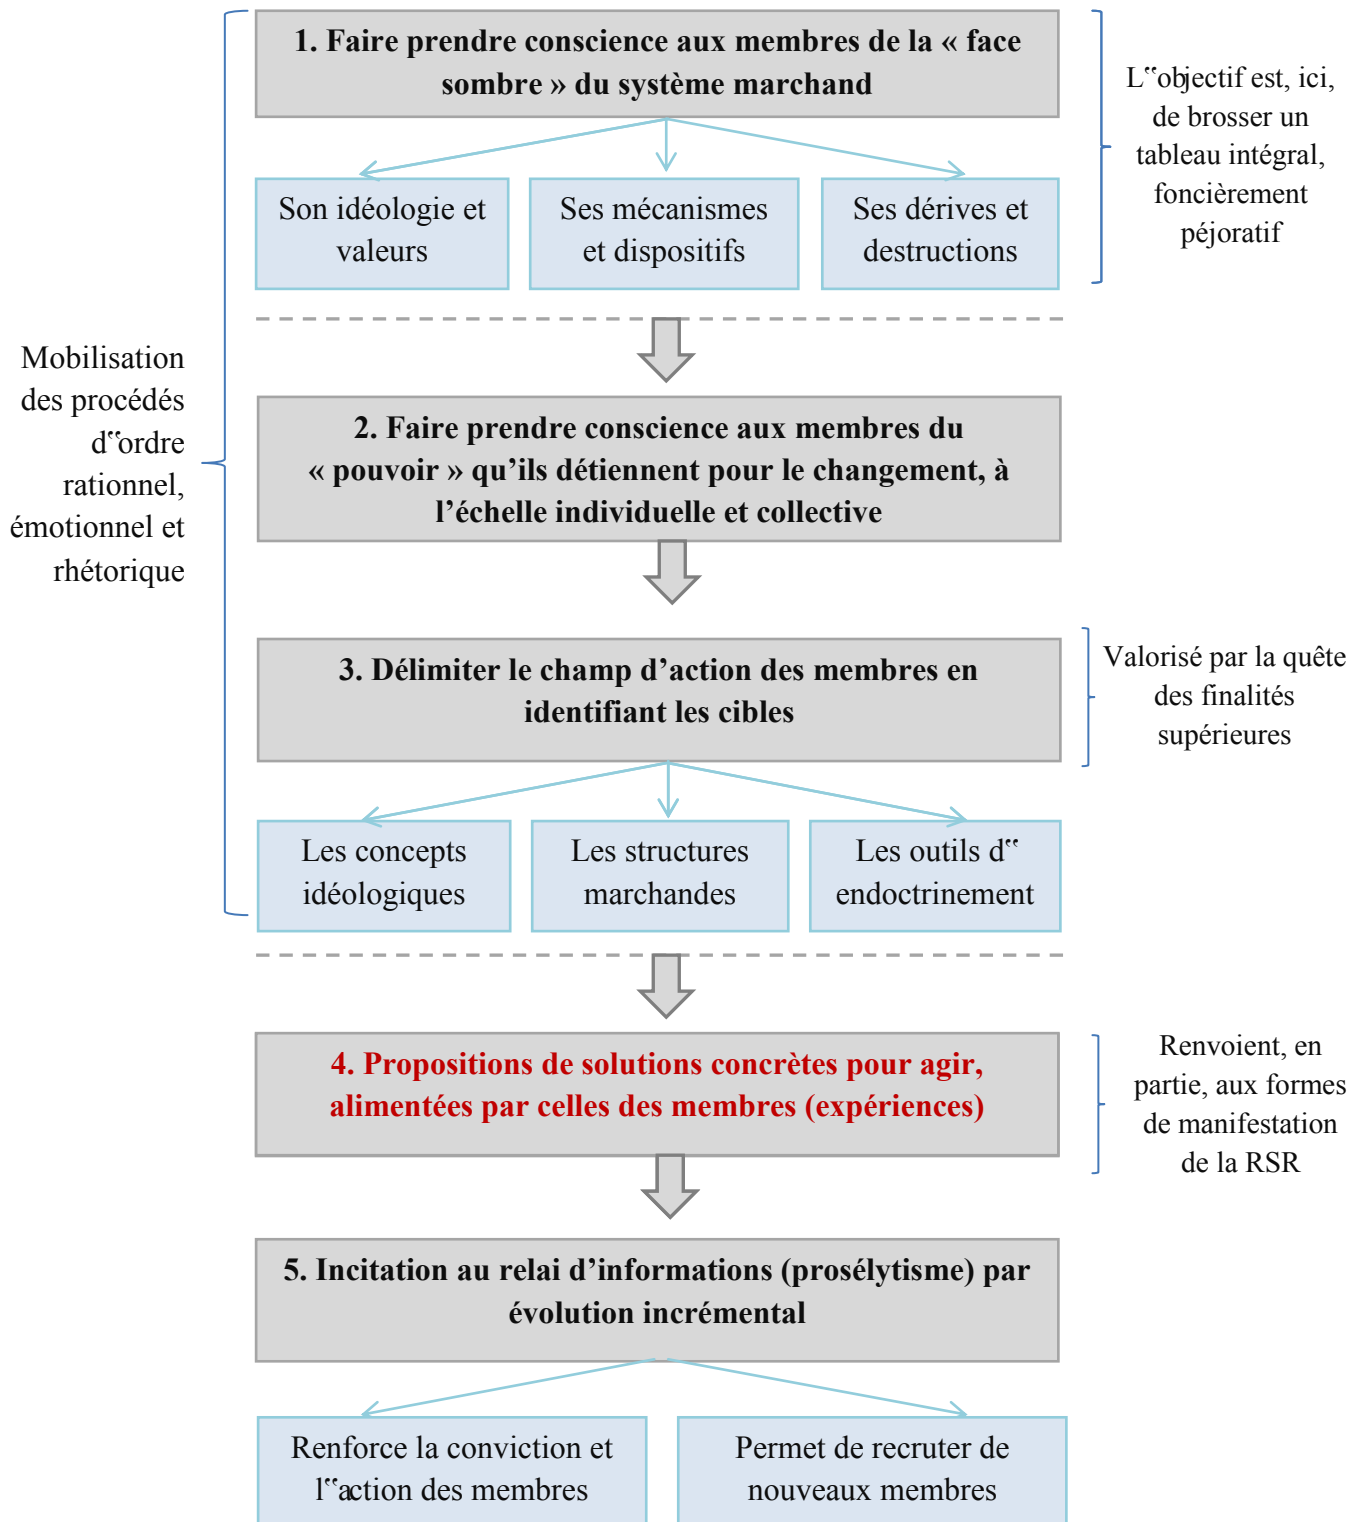 1. Faire prendre conscience aux membres de la « face
sombre » du système marchand
L‟objectif est, ici,
de brosser un
tableau intégral,
foncièrement
péjoratif
Son idéologie et
valeurs
Ses mécanismes
et dispositifs
Ses dérives et
destructions
Mobilisation
des procédés
d‟ordre
rationnel,
émotionnel et
rhétorique
2. Faire prendre conscience aux membres du
« pouvoir » qu’ils détiennent pour le changement, à
l’échelle individuelle et collective
3. Délimiter le champ d’action des membres en
identifiant les cibles
Valorisé par la quête
des finalités
supérieures
Les concepts
idéologiques
Les structures
marchandes
Les outils d‟
endoctrinement
4. Propositions de solutions concrètes pour agir,
alimentées par celles des membres (expériences)
Renvoient, en
partie, aux formes
de manifestation
de la RSR
5. Incitation au relai d’informations (prosélytisme) par
évolution incrémental
Renforce la conviction et
l‟action des membres
Permet de recruter de
nouveaux membres